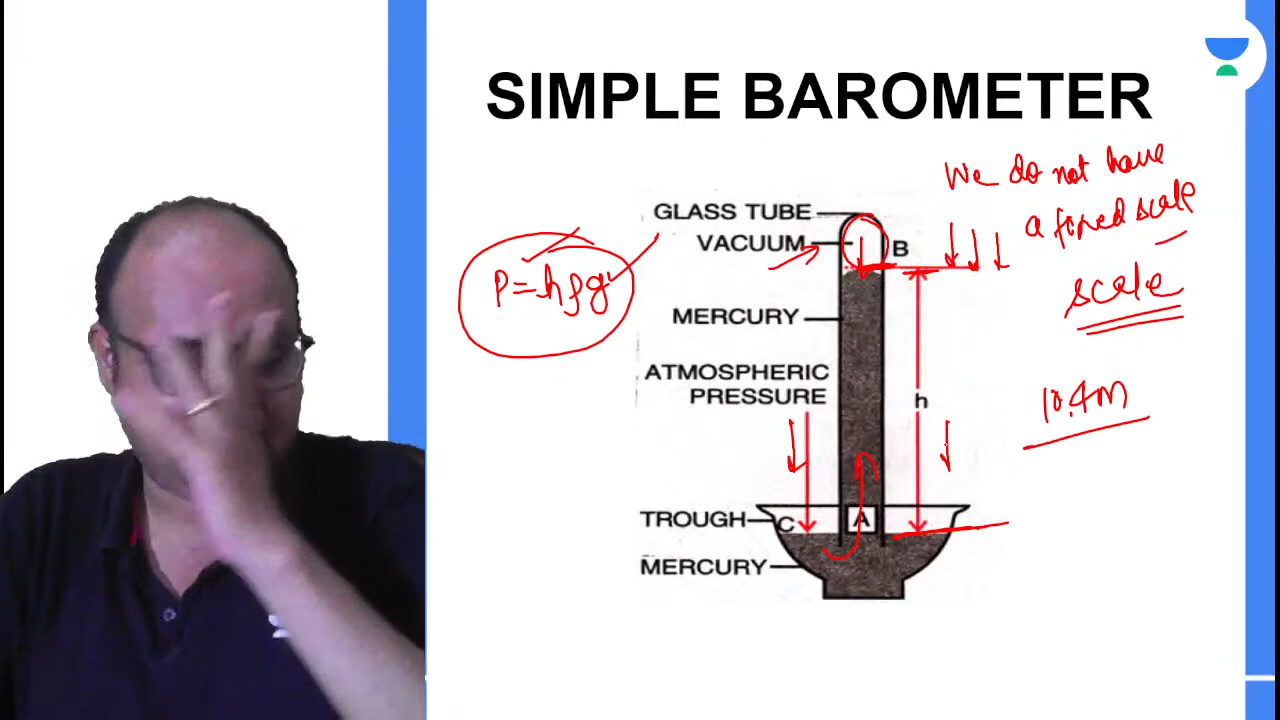 SIMPLE BAROMETER
We do not have
a fixed scale
scale
GLASS TUBE
VACUUM
B
P = hρg
MERCURY
ATMOSPHERIC
PRESSURE
h
10.4m
TROUGH
C
A
MERCURY